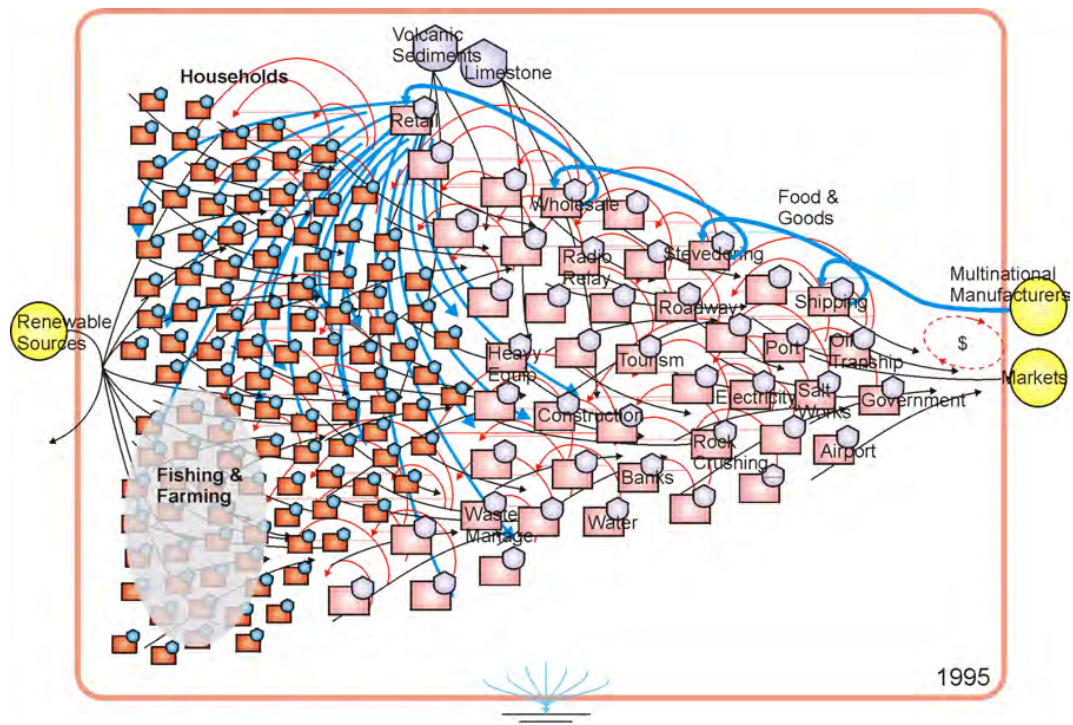 Volcanic
Sediments
Limestone
Households
Retail
Wholesale
Food &
Goods
Radio
Relay
Stevedoring
Multinational
Manufacturers
Shipping
Roadway
Renewable
Sources
$
Heavy
Equip
Tourism
Port
Oil
Tranship
Markets
Electricity
Salt
Works
Government
Construction
Rock
Crushing
Airport
Fishing &
Farming
Banks
Waste
Manage
Water
1995